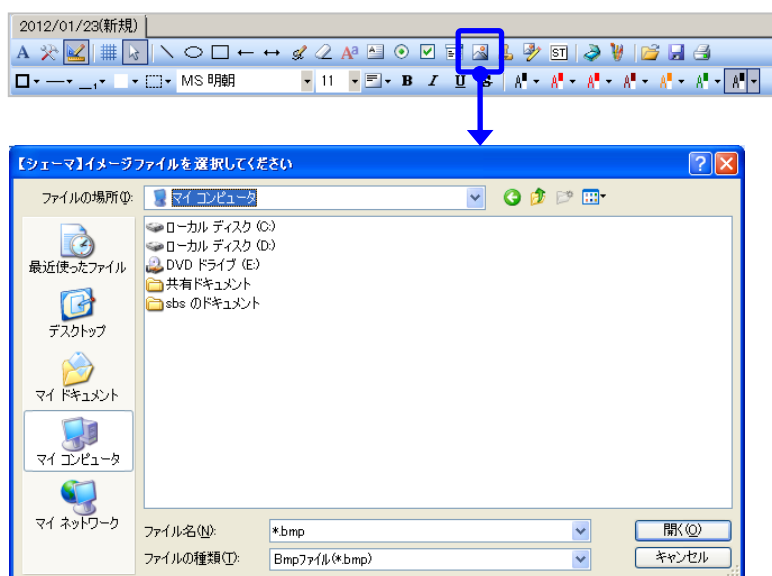 2012/01/23(新規)
A Aa ST
MS 明朝 11 B I U S A A A A A A A
【シェーマ】イメージファイルを選択してください
ファイルの場所(I): マイ コンピュータ
最近使ったファイル
デスクトップ
マイ ドキュメント
マイ コンピュータ
マイ ネットワーク
ローカル ディスク (C:)
ローカル ディスク (D:)
DVD ドライブ (E:)
共有ドキュメント
sbs のドキュメント
ファイル名(N): *.bmp 開く(O)
ファイルの種類(T): Bmpファイル(*.bmp) キャンセル